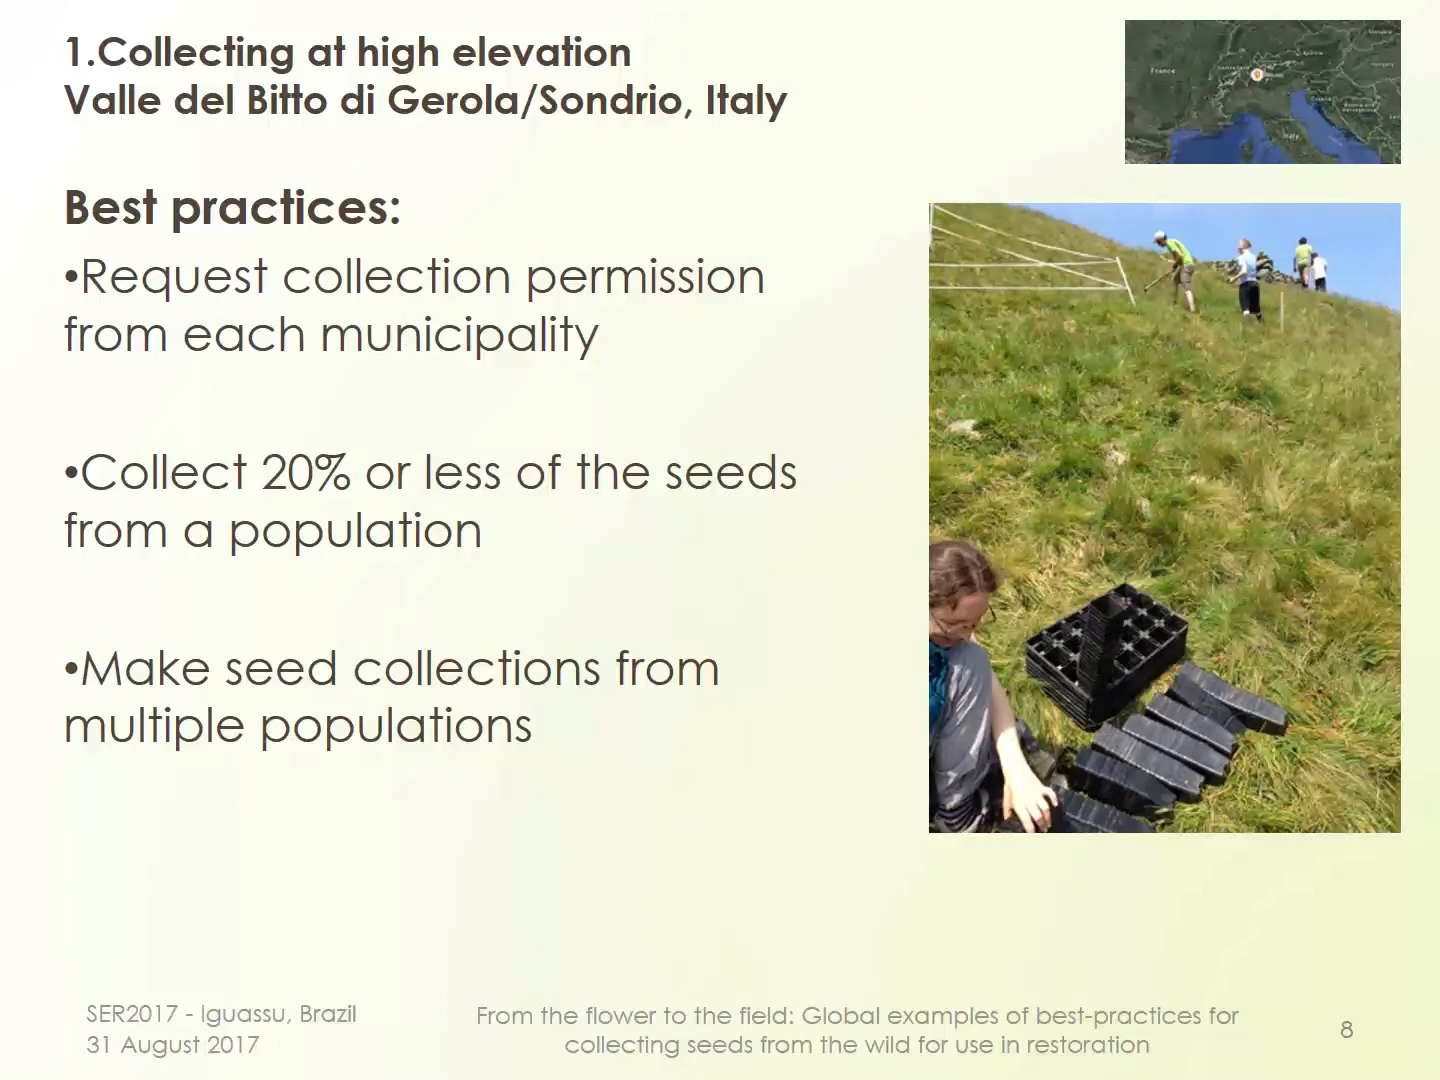 1.Collecting at high elevation
Valle del Bitto di Gerola/Sondrio, Italy
Best practices:
•Request collection permission
from each municipality
•Collect 20% or less of the seeds
from a population
•Make seed collections from
multiple populations
France
Italy
SER2017 - Iguassu, Brazil
31 August 2017
From the flower to the field: Global examples of best-practices for
collecting seeds from the wild for use in restoration
8